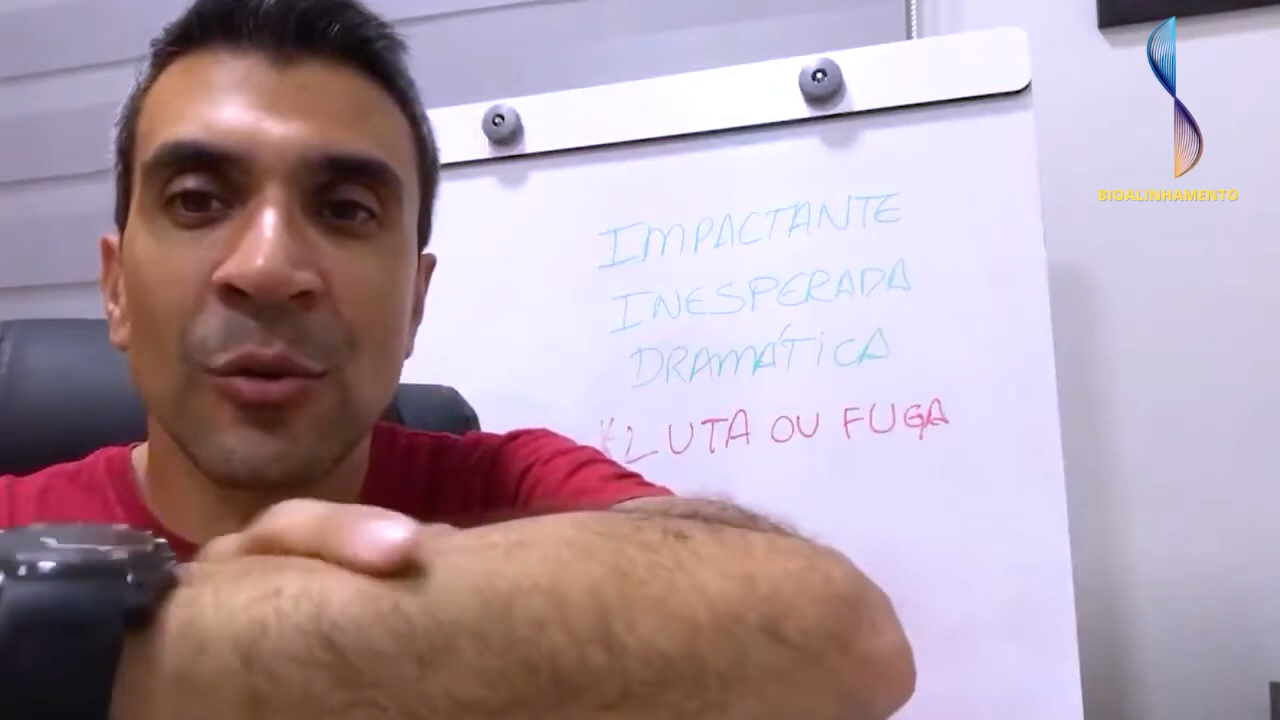 IMPACTANTE
INESPERADA
DRAMÁTICA
LUTA OU FUGA
BIOALINHAMENTO